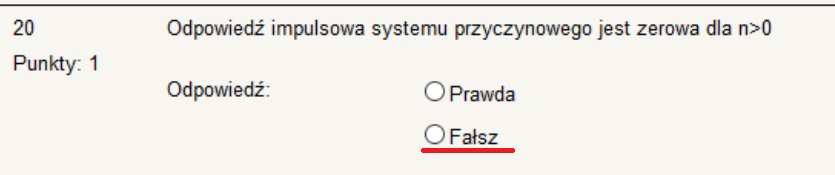 20 Odpowiedź impulsowa systemu przyczynowego jest zerowa dla n>0
Punkty: 1
Odpowiedź: Prawda
Fałsz